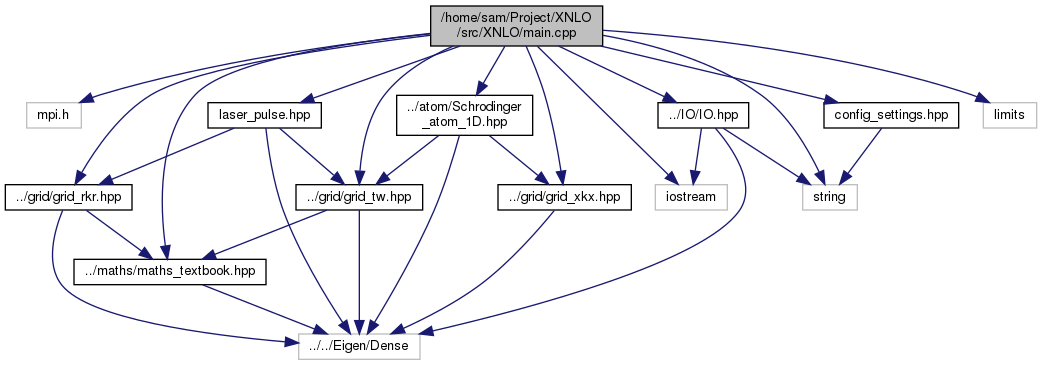 /home/sam/Project/XNLO
/src/XNLO/main.cpp
mpi.h
laser_pulse.hpp
../atom/Schrodinger
_atom_1D.hpp
../IO/IO.hpp
config_settings.hpp
limits
../grid/grid_rkr.hpp
../grid/grid_tw.hpp
../grid/grid_xkx.hpp
iostream
string
../maths/maths_textbook.hpp
../../Eigen/Dense